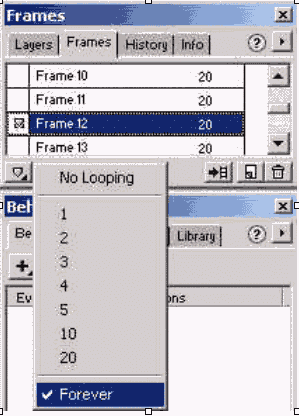 Frames
Layers Frames History Info ?
Frame 10 20
Frame 11 20
Frame 12 20
Frame 13 20
No Looping
1
2
3
4
5
10
20
Forever
Beh
Be Library ?
+
Ev ons